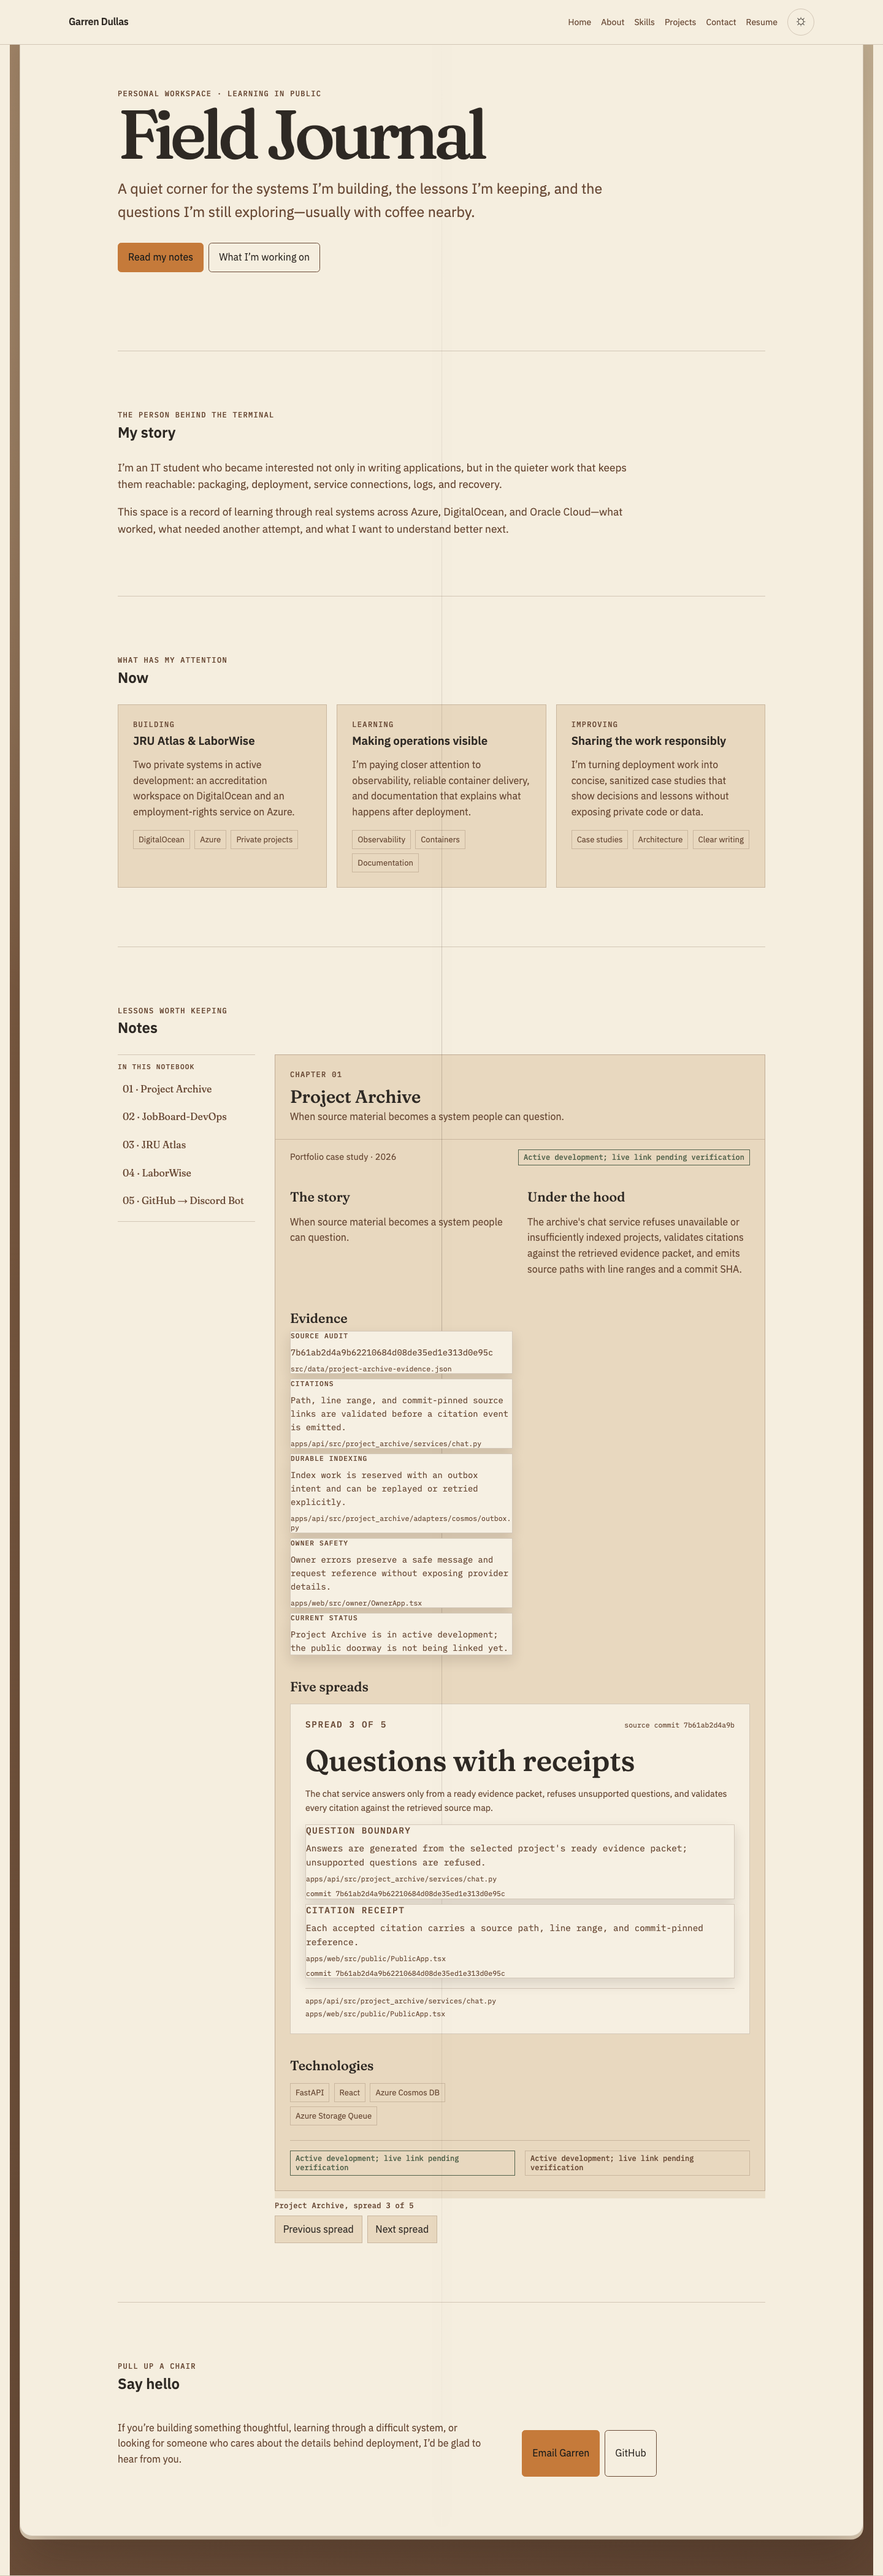 Garren Dullas
Home About Skills Projects Contact Resume
PERSONAL WORKSPACE · LEARNING IN PUBLIC
Field Journal
A quiet corner for the systems I’m building, the lessons I’m keeping, and the
questions I’m still exploring—usually with coffee nearby.
Read my notes
What I’m working on
THE PERSON BEHIND THE TERMINAL
My story
I’m an IT student who became interested not only in writing applications, but in the quieter work that keeps
them reachable: packaging, deployment, service connections, logs, and recovery.
This space is a record of learning through real systems across Azure, DigitalOcean, and Oracle Cloud—what
worked, what needed another attempt, and what I want to understand better next.
WHAT HAS MY ATTENTION
Now
BUILDING
JRU Atlas & LaborWise
Two private systems in active
development: an accreditation
workspace on DigitalOcean and an
employment-rights service on Azure.
DigitalOcean Azure Private projects
LEARNING
Making operations visible
I’m paying closer attention to
observability, reliable container delivery,
and documentation that explains what
happens after deployment.
Observability Containers
Documentation
IMPROVING
Sharing the work responsibly
I’m turning deployment work into
concise, sanitized case studies that
show decisions and lessons without
exposing private code or data.
Case studies Architecture Clear writing
LESSONS WORTH KEEPING
Notes
IN THIS NOTEBOOK
01 · Project Archive
02 · JobBoard-DevOps
03 · JRU Atlas
04 · LaborWise
05 · GitHub → Discord Bot
CHAPTER 01
Project Archive
When source material becomes a system people can question.
Portfolio case study · 2026
Active development; live link pending verification
The story
When source material becomes a system people
can question.
Under the hood
The archive's chat service refuses unavailable or
insufficiently indexed projects, validates citations
against the retrieved evidence packet, and emits
source paths with line ranges and a commit SHA.
Evidence
SOURCE AUDIT
7b61ab2d4a9b62210684d08de35ed1e313d0e95c
src/data/project-archive-evidence.json
CITATIONS
Path, line range, and commit-pinned source
links are validated before a citation event
is emitted.
apps/api/src/project_archive/services/chat.py
DURABLE INDEXING
Index work is reserved with an outbox
intent and can be replayed or retried
explicitly.
apps/api/src/project_archive/adapters/cosmos/outbox.
py
OWNER SAFETY
Owner errors preserve a safe message and
request reference without exposing provider
details.
apps/web/src/owner/OwnerApp.tsx
CURRENT STATUS
Project Archive is in active development;
the public doorway is not being linked yet.
Five spreads
SPREAD 3 OF 5
source commit 7b61ab2d4a9b
Questions with receipts
The chat service answers only from a ready evidence packet, refuses unsupported questions, and validates
every citation against the retrieved source map.
QUESTION BOUNDARY
Answers are generated from the selected project's ready evidence packet;
unsupported questions are refused.
apps/api/src/project_archive/services/chat.py
commit 7b61ab2d4a9b62210684d08de35ed1e313d0e95c
CITATION RECEIPT
Each accepted citation carries a source path, line range, and commit-pinned
reference.
apps/web/src/public/PublicApp.tsx
commit 7b61ab2d4a9b62210684d08de35ed1e313d0e95c
apps/api/src/project_archive/services/chat.py
apps/web/src/public/PublicApp.tsx
Technologies
FastAPI React Azure Cosmos DB
Azure Storage Queue
Active development; live link pending
verification
Active development; live link pending
verification
Project Archive, spread 3 of 5
Previous spread
Next spread
PULL UP A CHAIR
Say hello
If you’re building something thoughtful, learning through a difficult system, or
looking for someone who cares about the details behind deployment, I’d be glad to
hear from you.
Email Garren
GitHub